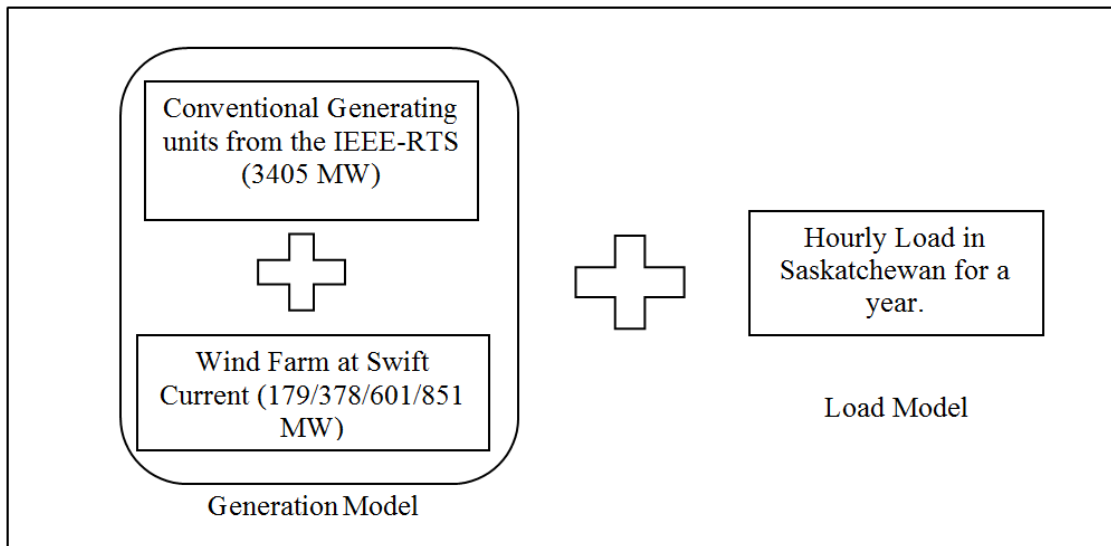 Conventional Generating
units from the IEEE-RTS
(3405 MW)
Wind Farm at Swift
Current (179/378/601/851
MW)
Generation Model
Hourly Load in
Saskatchewan for a
year.
Load Model